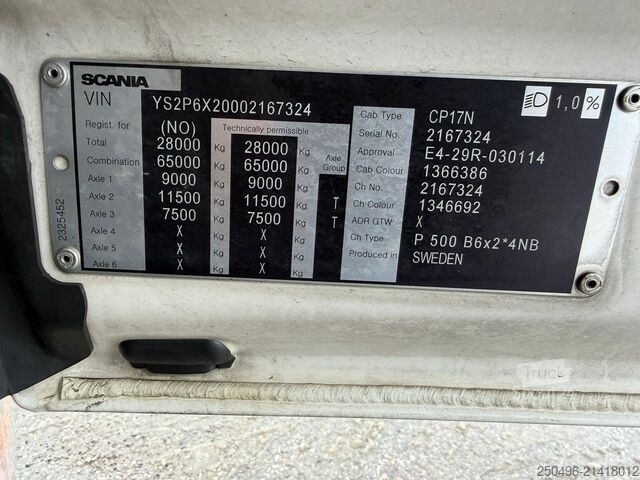 SCANIA
VIN YS2P6X20002167324
Regist. for (NO) Technically permissible
Total 28000 Kg 28000 Kg
Combination 65000 Kg 65000 Kg Axle Group
Axle 1 9000 Kg 9000 Kg
Axle 2 11500 Kg 11500 Kg T
Axle 3 7500 Kg 7500 Kg T
Axle 4 X Kg X Kg
Axle 5 X Kg X Kg
Axle 6 X Kg X Kg
2325452
1,0 %
Cab Type CP17N
Serial No. 2167324
Approval E4-29R-030114
Cab Colour 1366386
Ch No. 2167324
Ch Colour 1346692
ADR GTW X
Ch Type P 500 B6x2*4NB
Produced in SWEDEN
Truck
250496-21418012